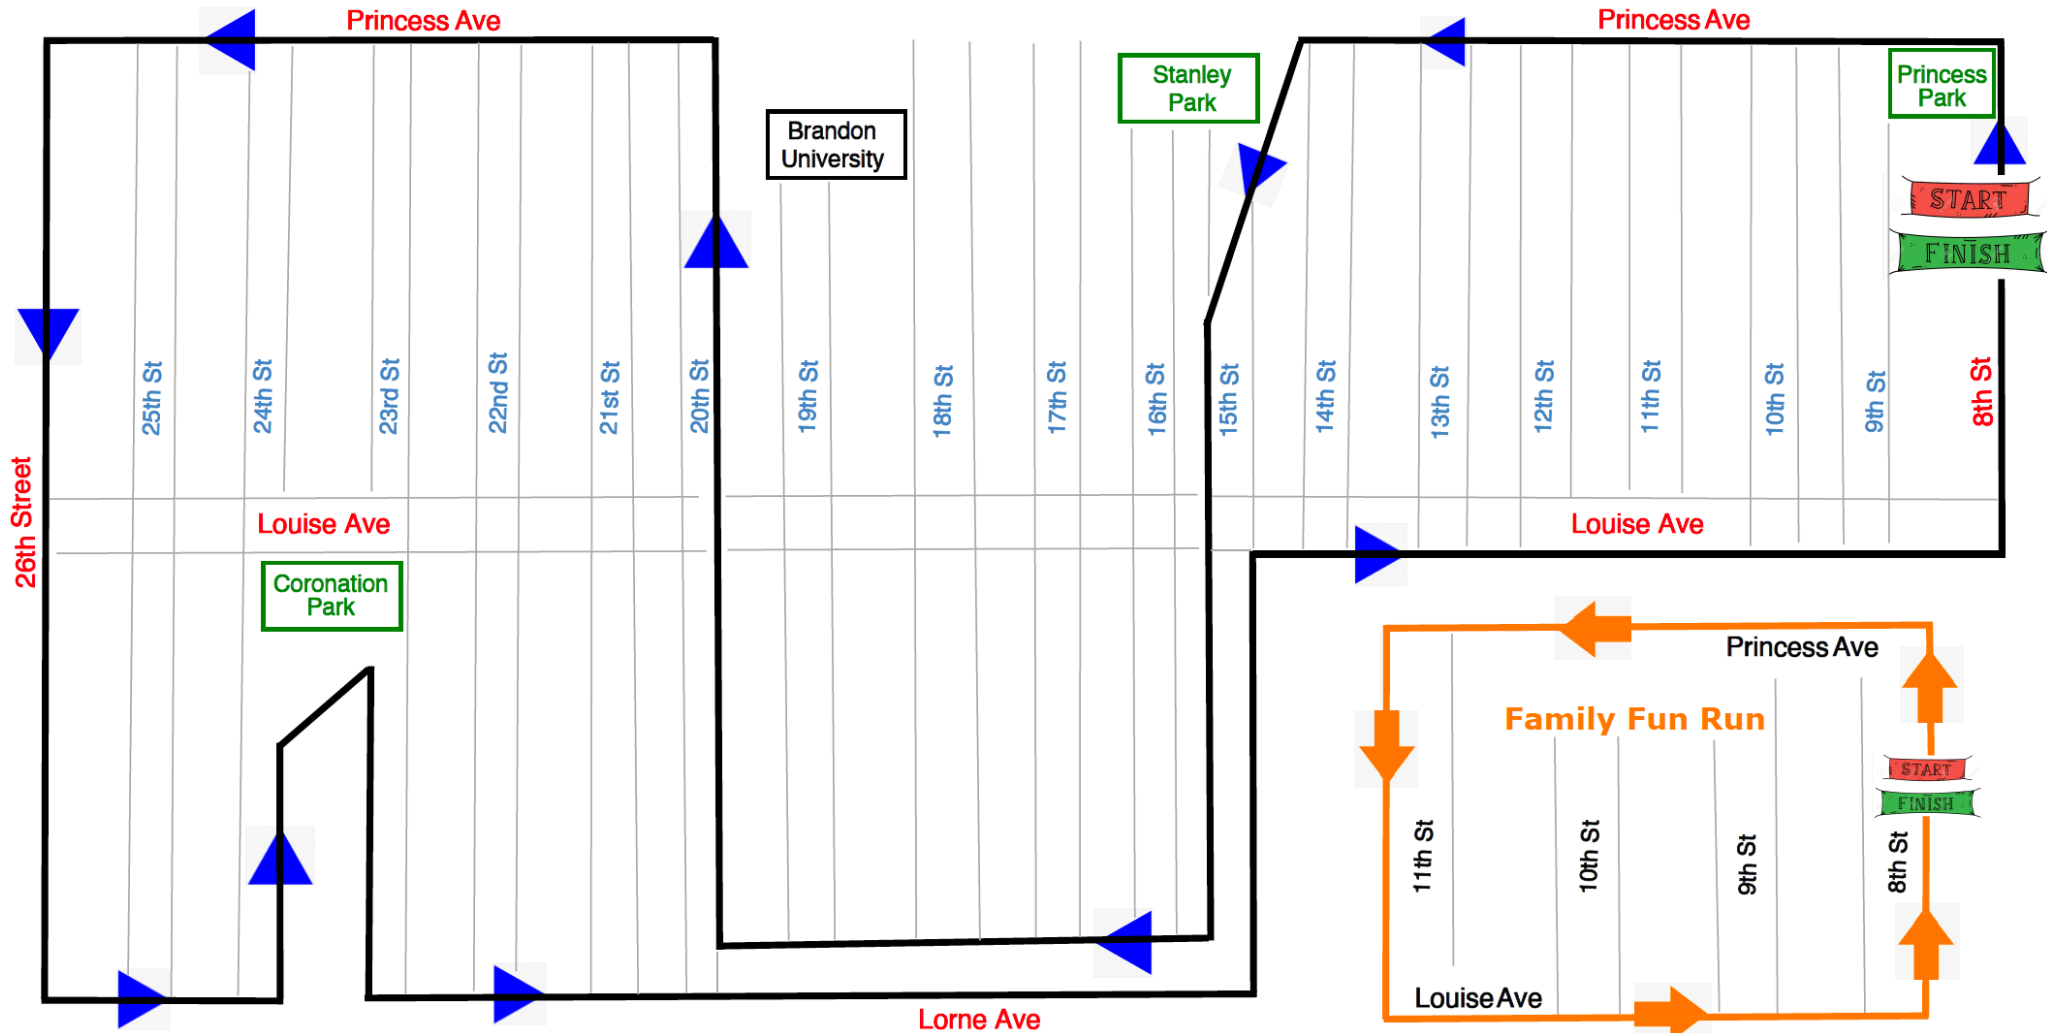 Princess Ave
Princess Ave
Stanley
Park
Princess
Park
Brandon
University
START
FINISH
25th St
24th St
23rd St
22nd St
21st St
20th St
19th St
18th St
17th St
16th St
15th St
14th St
13th St
12th St
11th St
10th St
9th St
8th St
26th Street
Louise Ave
Louise Ave
Coronation
Park
Princess Ave
Family Fun Run
START
FINISH
11th St
10th St
9th St
8th St
Louise Ave
Lorne Ave